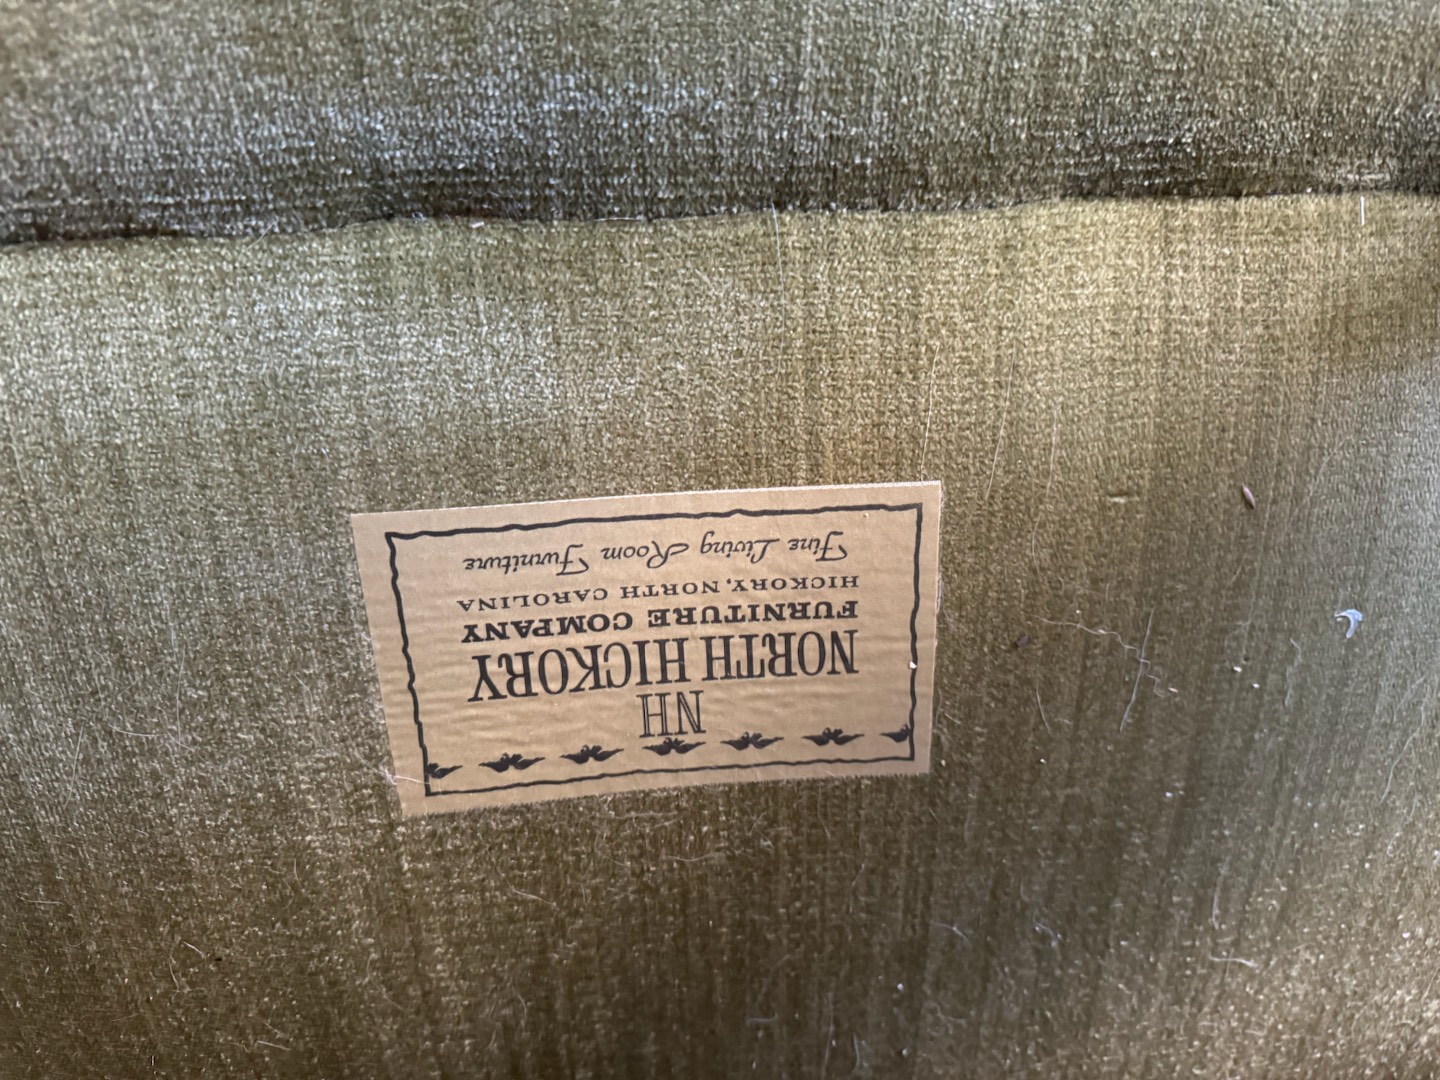 NH
NORTH HICKORY
FURNITURE COMPANY
HICKORY, NORTH CAROLINA
Fine Living Room Furniture